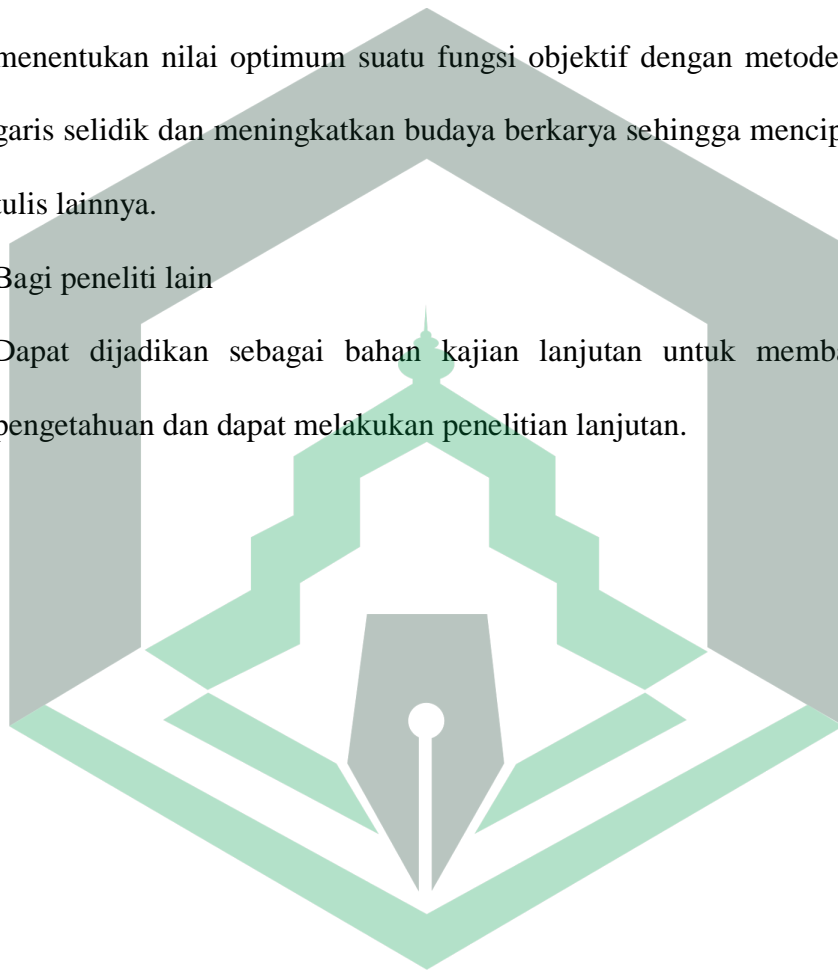 menentukan nilai optimum suatu fungsi objektif dengan metode
garis selidik dan meningkatkan budaya berkarya sehingga mencip
tulis lainnya.
Bagi peneliti lain
Dapat dijadikan sebagai bahan kajian lanjutan untuk memba
pengetahuan dan dapat melakukan penelitian lanjutan.